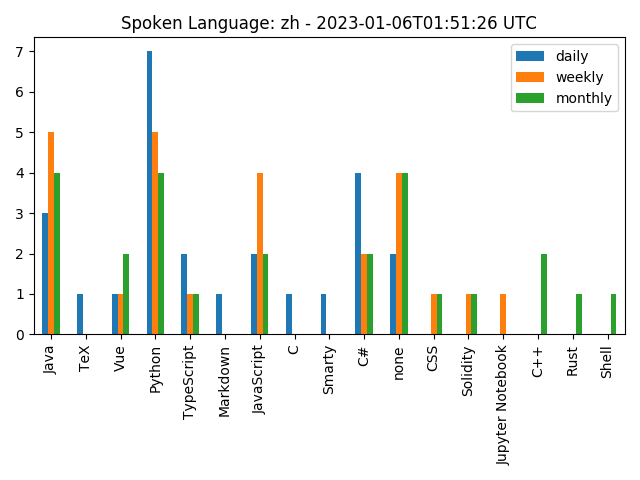 Spoken Language: zh - 2023-01-06T01:51:26 UTC
daily
weekly
monthly
7
6
5
4
3
2
1
0
Java
TeX
Vue
Python
TypeScript
Markdown
JavaScript
C
Smarty
C#
none
CSS
Solidity
Jupyter Notebook
C++
Rust
Shell